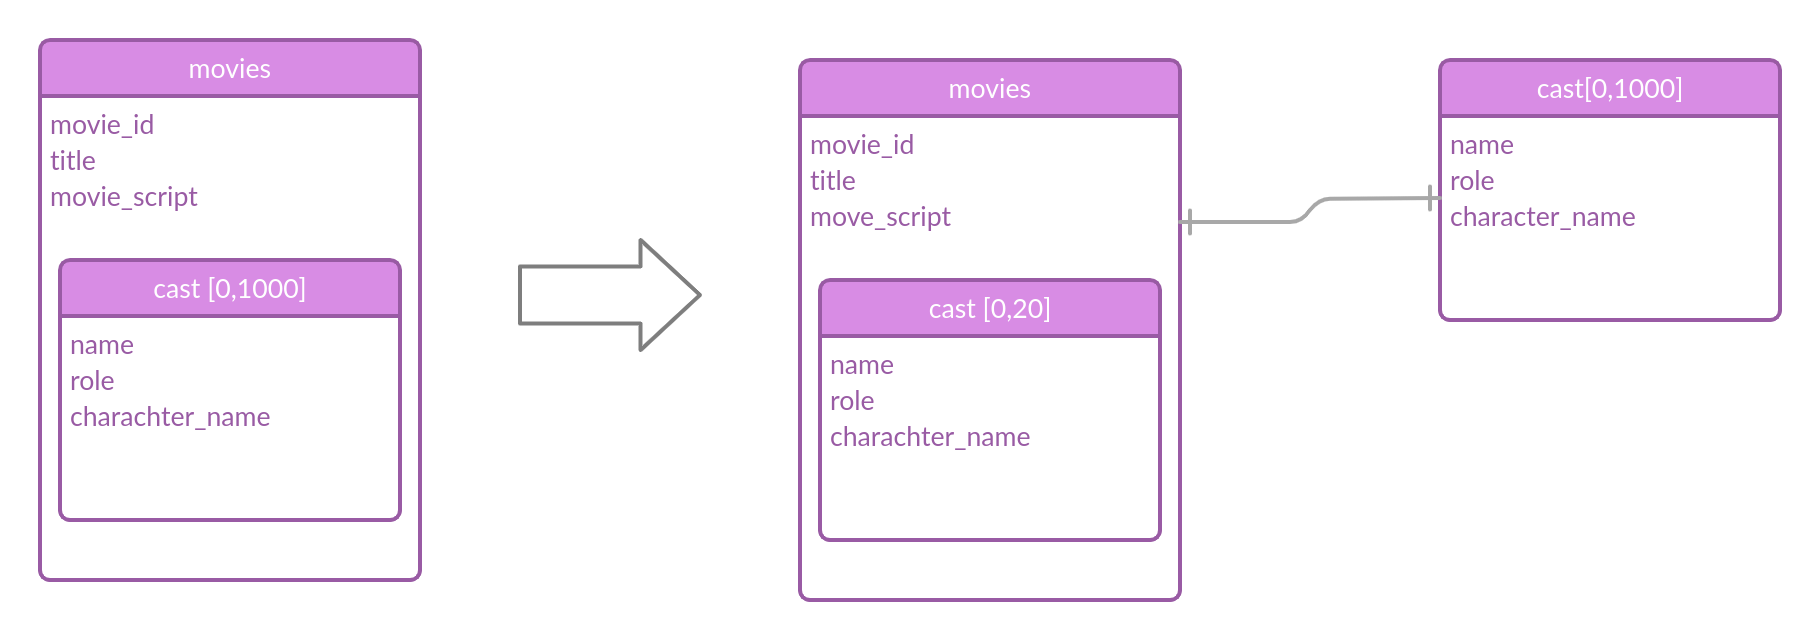 movies
movie_id
title
movie_script
cast [0,1000]
name
role
charachter_name
movies
movie_id
title
move_script
cast [0,20]
name
role
charachter_name
cast[0,1000]
name
role
character_name